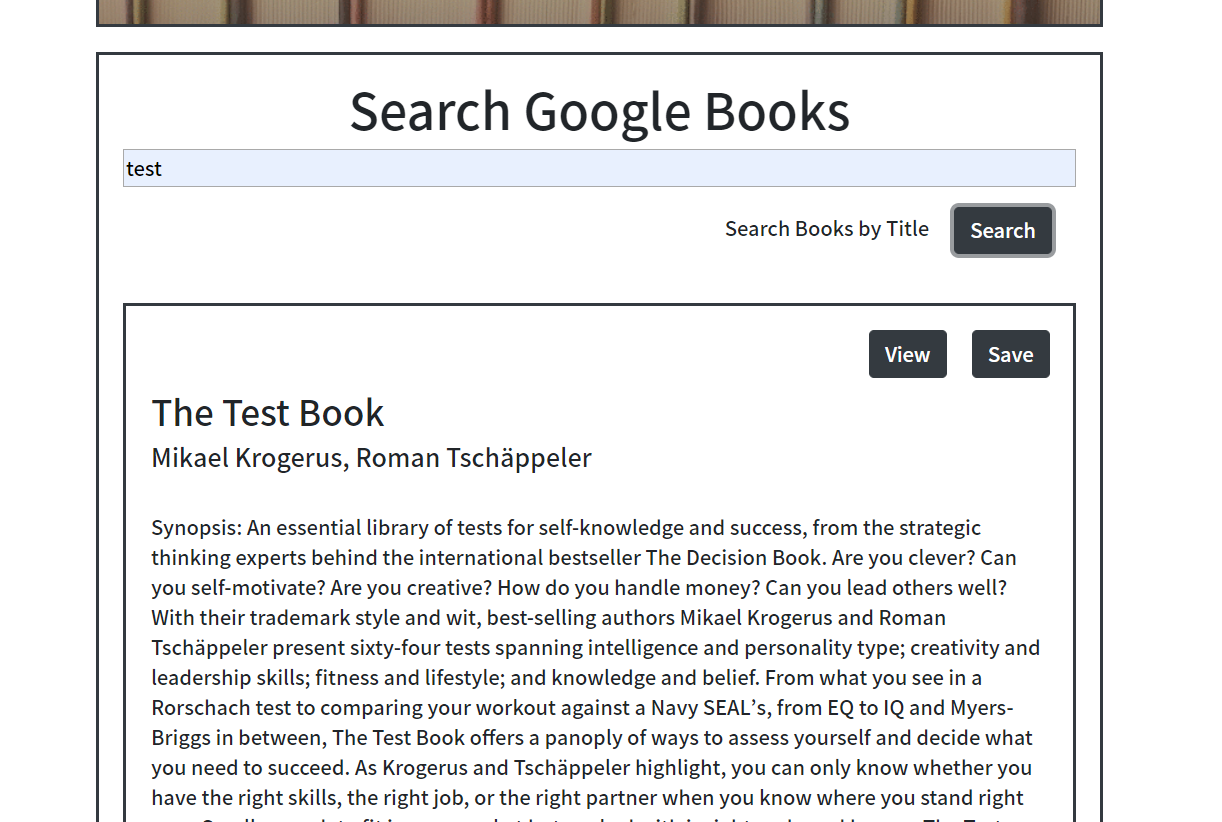 Search Google Books
test
Search Books by Title
Search
View
Save
The Test Book
Mikael Krogerus, Roman Tschäppeler
Synopsis: An essential library of tests for self-knowledge and success, from the strategic
thinking experts behind the international bestseller The Decision Book. Are you clever? Can
you self-motivate? Are you creative? How do you handle money? Can you lead others well?
With their trademark style and wit, best-selling authors Mikael Krogerus and Roman
Tschäppeler present sixty-four tests spanning intelligence and personality type; creativity and
leadership skills; fitness and lifestyle; and knowledge and belief. From what you see in a
Rorschach test to comparing your workout against a Navy SEAL’s, from EQ to IQ and Myers-
Briggs in between, The Test Book offers a panoply of ways to assess yourself and decide what
you need to succeed. As Krogerus and Tschäppeler highlight, you can only know whether you
have the right skills, the right job, or the right partner when you know where you stand right